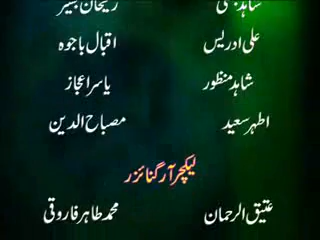 شاہد
ریحان
علی ادریس
اقبال باجوہ
شاہد منظور
یاسر اعجاز
اطہر سعید
مصباح الدین
لیکچر آرگنائزر
عتیق الرحمان
محمد طاہر فاروقی